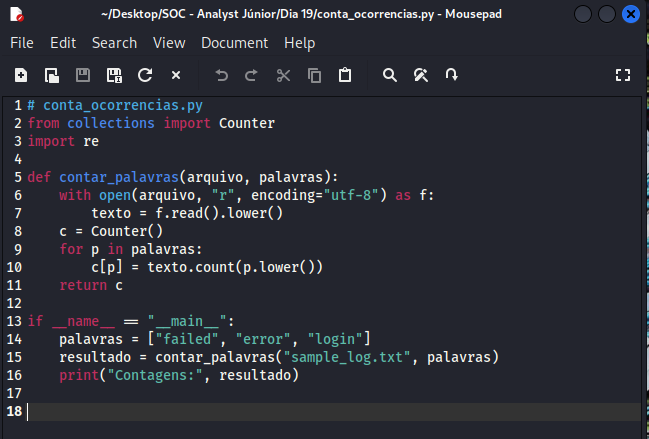 ~/Desktop/SOC - Analyst Júnior/Dia 19/conta_ocorrencias.py - Mousepad
File Edit Search View Document Help
1 # conta_ocorrencias.py
2 from collections import Counter
3 import re
4
5 def contar_palavras(arquivo, palavras):
6     with open(arquivo, "r", encoding="utf-8") as f:
7         texto = f.read().lower()
8     c = Counter()
9     for p in palavras:
10         c[p] = texto.count(p.lower())
11     return c
12
13 if __name__ == "__main__":
14     palavras = ["failed", "error", "login"]
15     resultado = contar_palavras("sample_log.txt", palavras)
16     print("Contagens:", resultado)
17
18